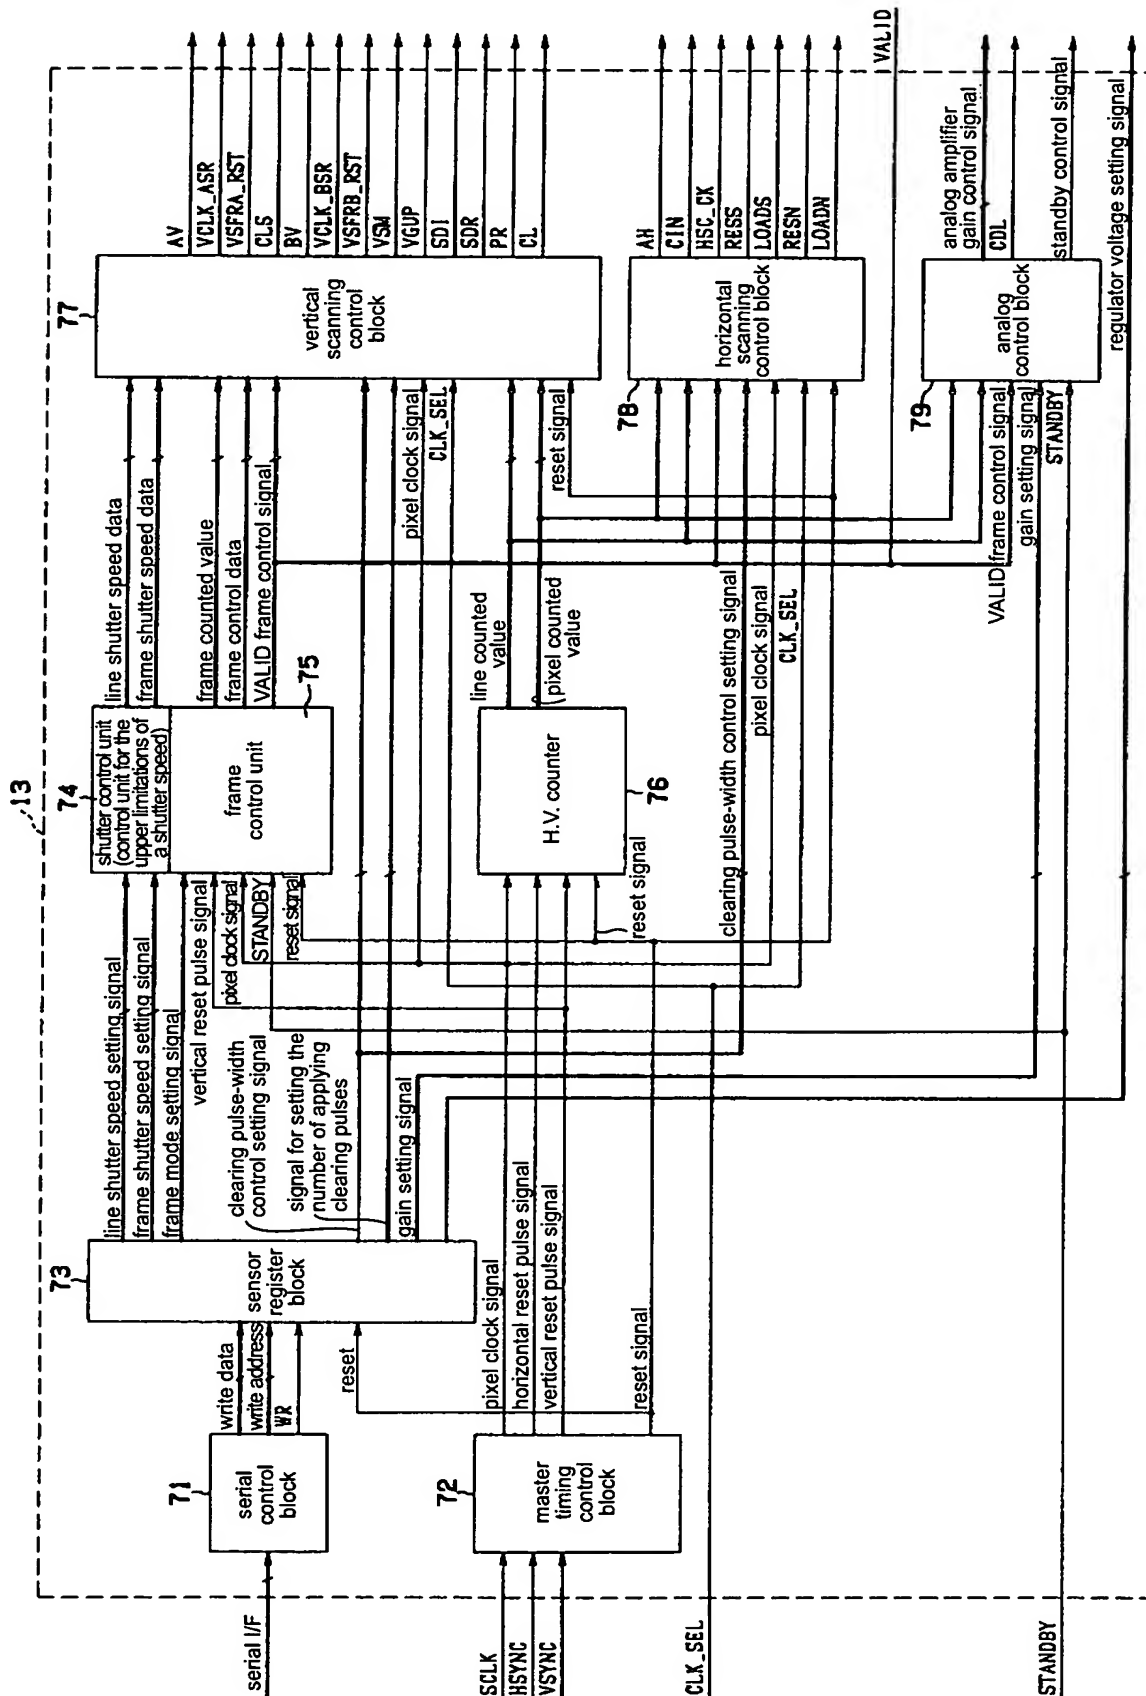 13
serial I/F
SCLK
HSYNC
VSYNC
CLK_SEL
STANDBY
71
serial
control
block
write data
write address
WR
reset
72
master
timing
control
block
pixel clock signal
horizontal reset pulse signal
vertical reset pulse signal
reset signal
73
sensor
register
block
line shutter speed setting signal
frame shutter speed setting signal
frame mode setting signal
vertical reset pulse signal
pixel clock signal
STANDBY
reset signal
clearing pulse-width
control setting signal
signal for setting the
number of applying
clearing pulses
gain setting signal
74
shutter control unit
(control unit for the
upper limitations of
a shutter speed)
frame
control unit
75
line shutter speed data
frame shutter speed data
frame counted value
frame control data
VALID frame control signal
H.V. counter
76
reset signal
line counted
value
pixel counted
value
clearing pulse-width control setting signal
pixel clock signal
CLK_SEL
pixel clock signal
CLK_SEL
reset signal
VALID frame control signal
gain setting signal
STANDBY
77
vertical
scanning
control
block
AV
VCLK_ASR
VSFRA_RST
CLS
BV
VCLK_BSR
VSFRB_RST
VSM
VGUP
SDI
SDR
PR
CL
78
horizontal
scanning
control block
AH
CIN
HSC_CK
RESS
LOADS
RESN
LOADN
VALID
79
analog
control block
analog amplifier
gain control signal
CDL
standby control signal
regulator voltage setting signal